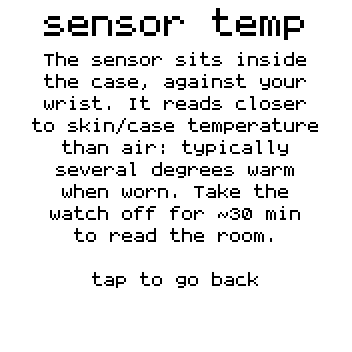 sensor temp
The sensor sits inside
the case, against your
wrist. It reads closer
to skin/case temperature
than air: typically
several degrees warm
when worn. Take the
watch off for ~30 min
to read the room.
tap to go back